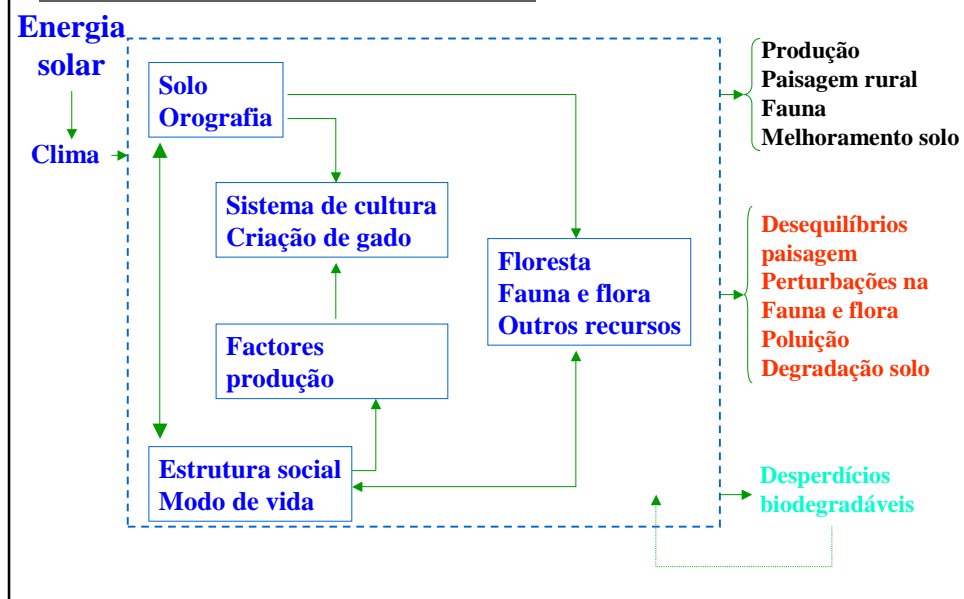 Energia
solar
Clima
Solo
Orografia
Sistema de cultura
Criação de gado
Factores
produção
Estrutura social
Modo de vida
Floresta
Fauna e flora
Outros recursos
Produção
Paisagem rural
Fauna
Melhoramento solo
Desequilíbrios
paisagem
Perturbações na
Fauna e flora
Poluição
Degradação solo
Desperdícios
biodegradáveis